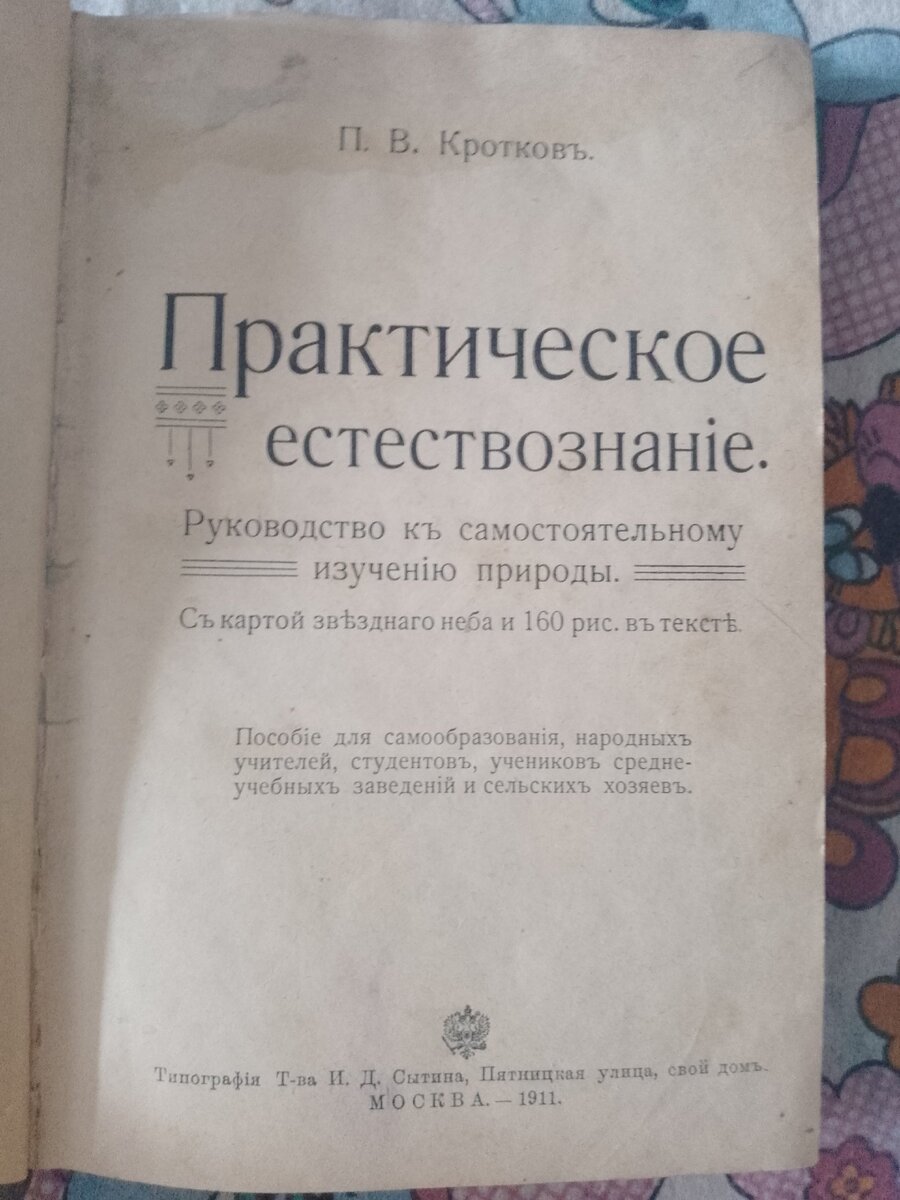 П. В. Кротковъ.
Практическое
естествознаніе.
Руководство къ самостоятельному
изученію природы.
Съ картой звѣзднаго неба и 160 рис. въ текстѣ.
Пособіе для самообразованія, народныхъ
учителей, студентовъ, учениковъ средне-
учебныхъ заведеній и сельскихъ хозяевъ.
Типографія Т-ва И. Д. Сытина, Пятницкая улица, свой домъ.
МОСКВА. — 1911.